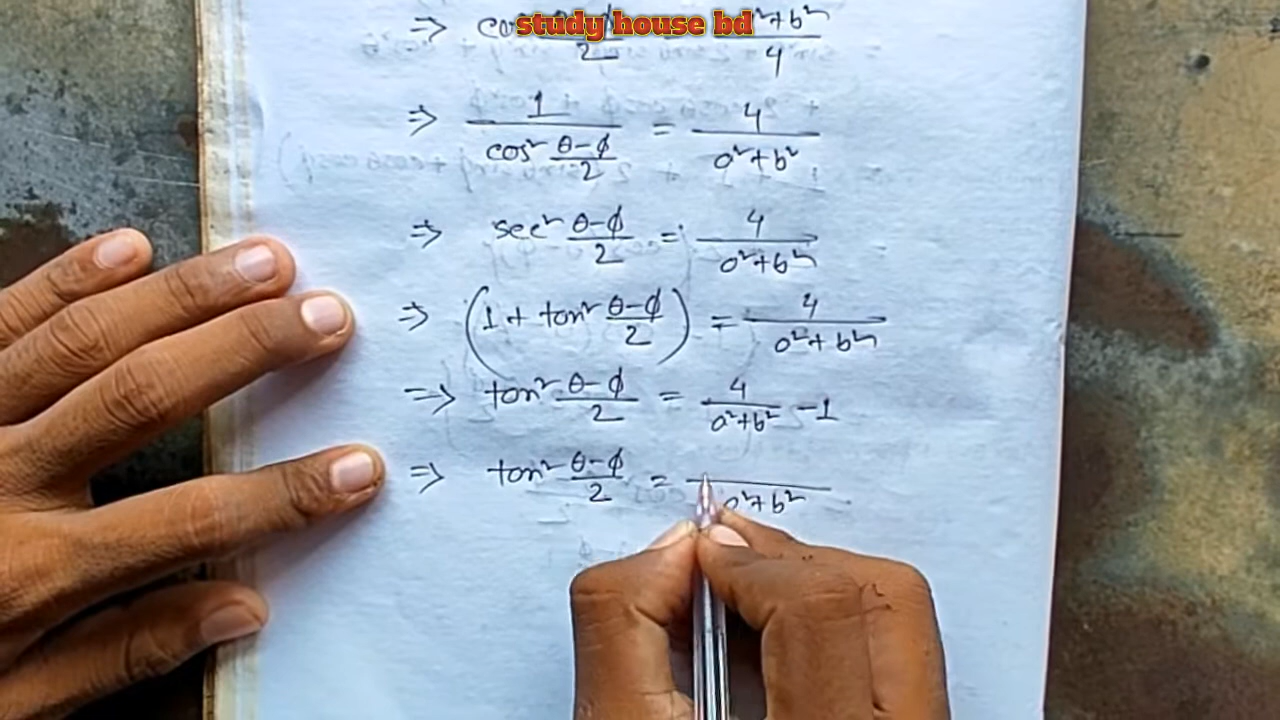 study house bd
⇒ cos² (θ-φ)/2 = (a²+b²)/4
⇒ 1/(cos² (θ-φ)/2) = 4/(a²+b²)
⇒ sec² (θ-φ)/2 = 4/(a²+b²)
⇒ (1 + tan² (θ-φ)/2) = 4/(a²+b²)
⇒ tan² (θ-φ)/2 = 4/(a²+b²) -1
⇒ tan² (θ-φ)/2 = /(a²+b²)